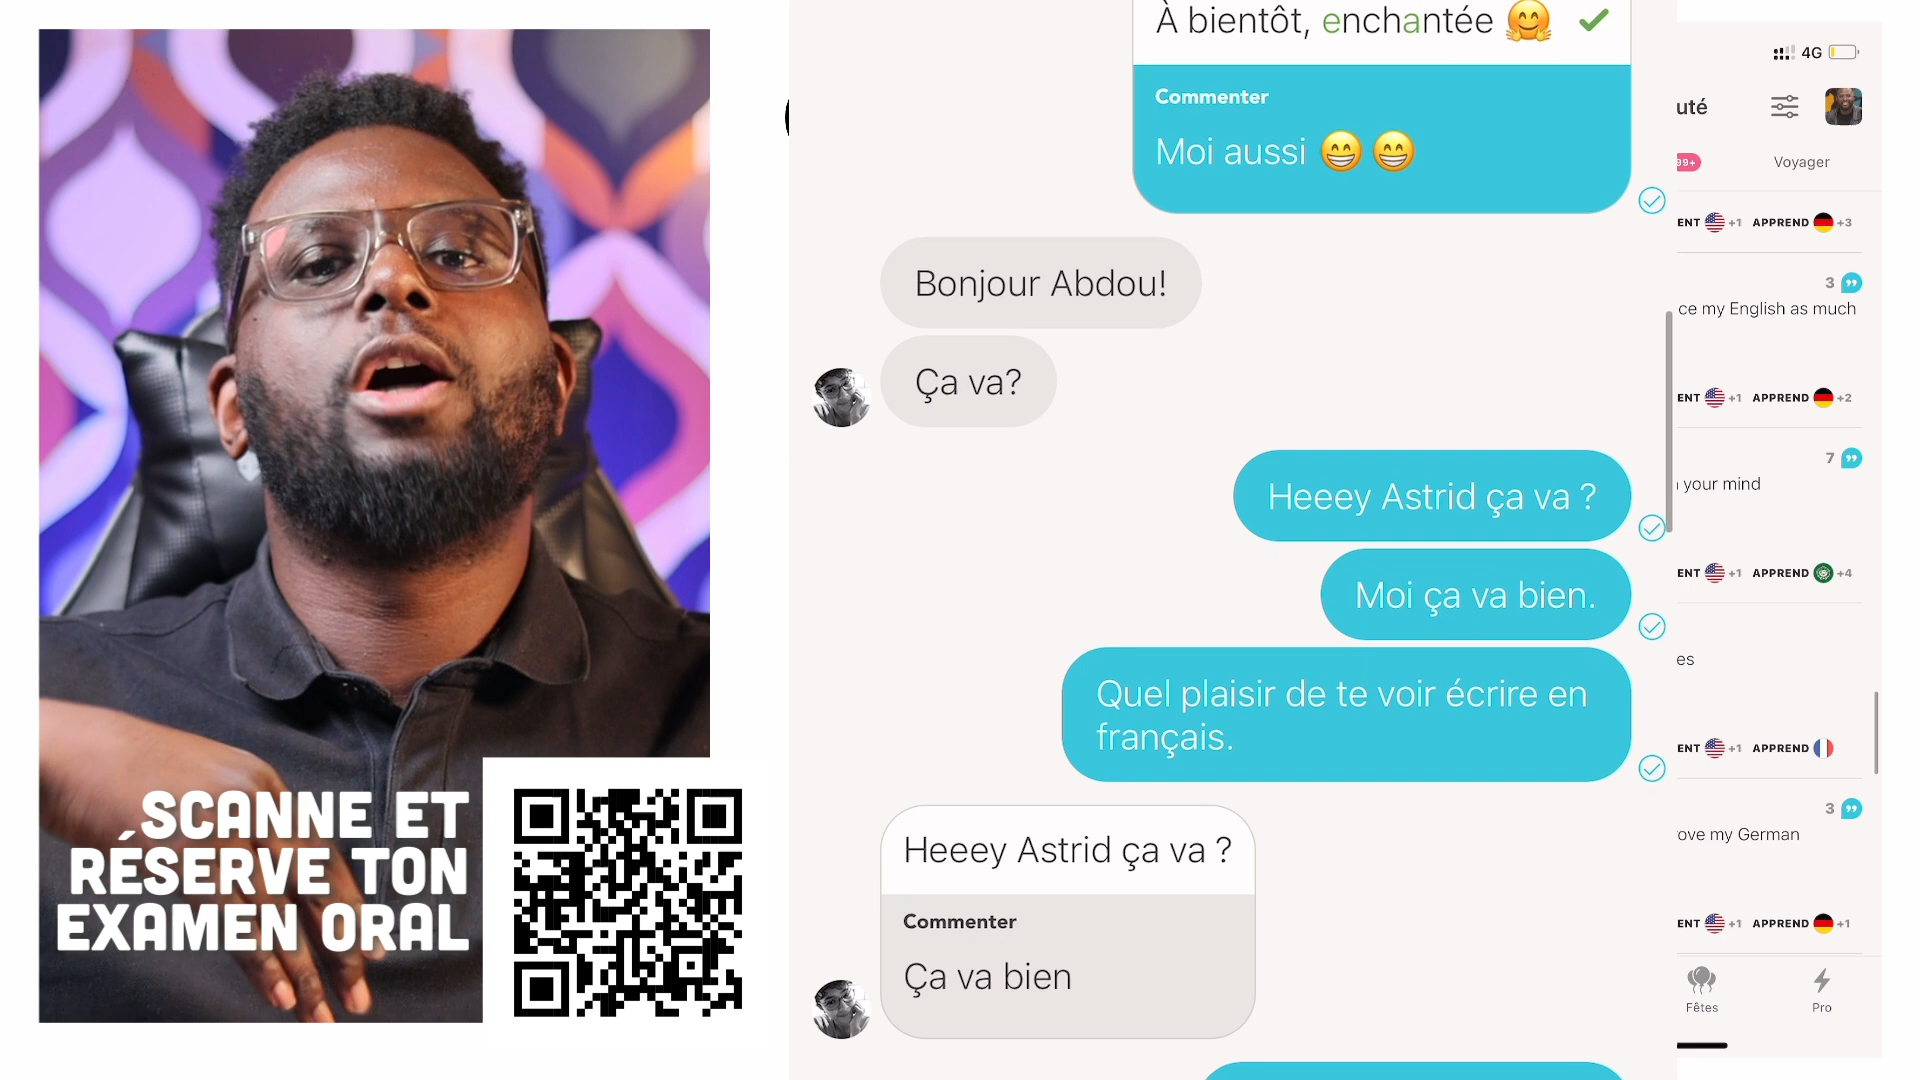 SCANNE ET
RÉSERVE TON
EXAMEN ORAL
À bientôt, enchantée 🤗
Commenter
Moi aussi 😁 😁
Bonjour Abdou!
Ça va?
Heeey Astrid ça va ?
Moi ça va bien.
Quel plaisir de te voir écrire en
français.
Heeey Astrid ça va ?
Commenter
Ça va bien
4G
uté
99+
Voyager
ENT +1 APPREND +3
3
ce my English as much
ENT +1 APPREND +2
7
your mind
ENT +1 APPREND +4
es
ENT +1 APPREND
3
ove my German
ENT +1 APPREND +1
Fêtes
Pro